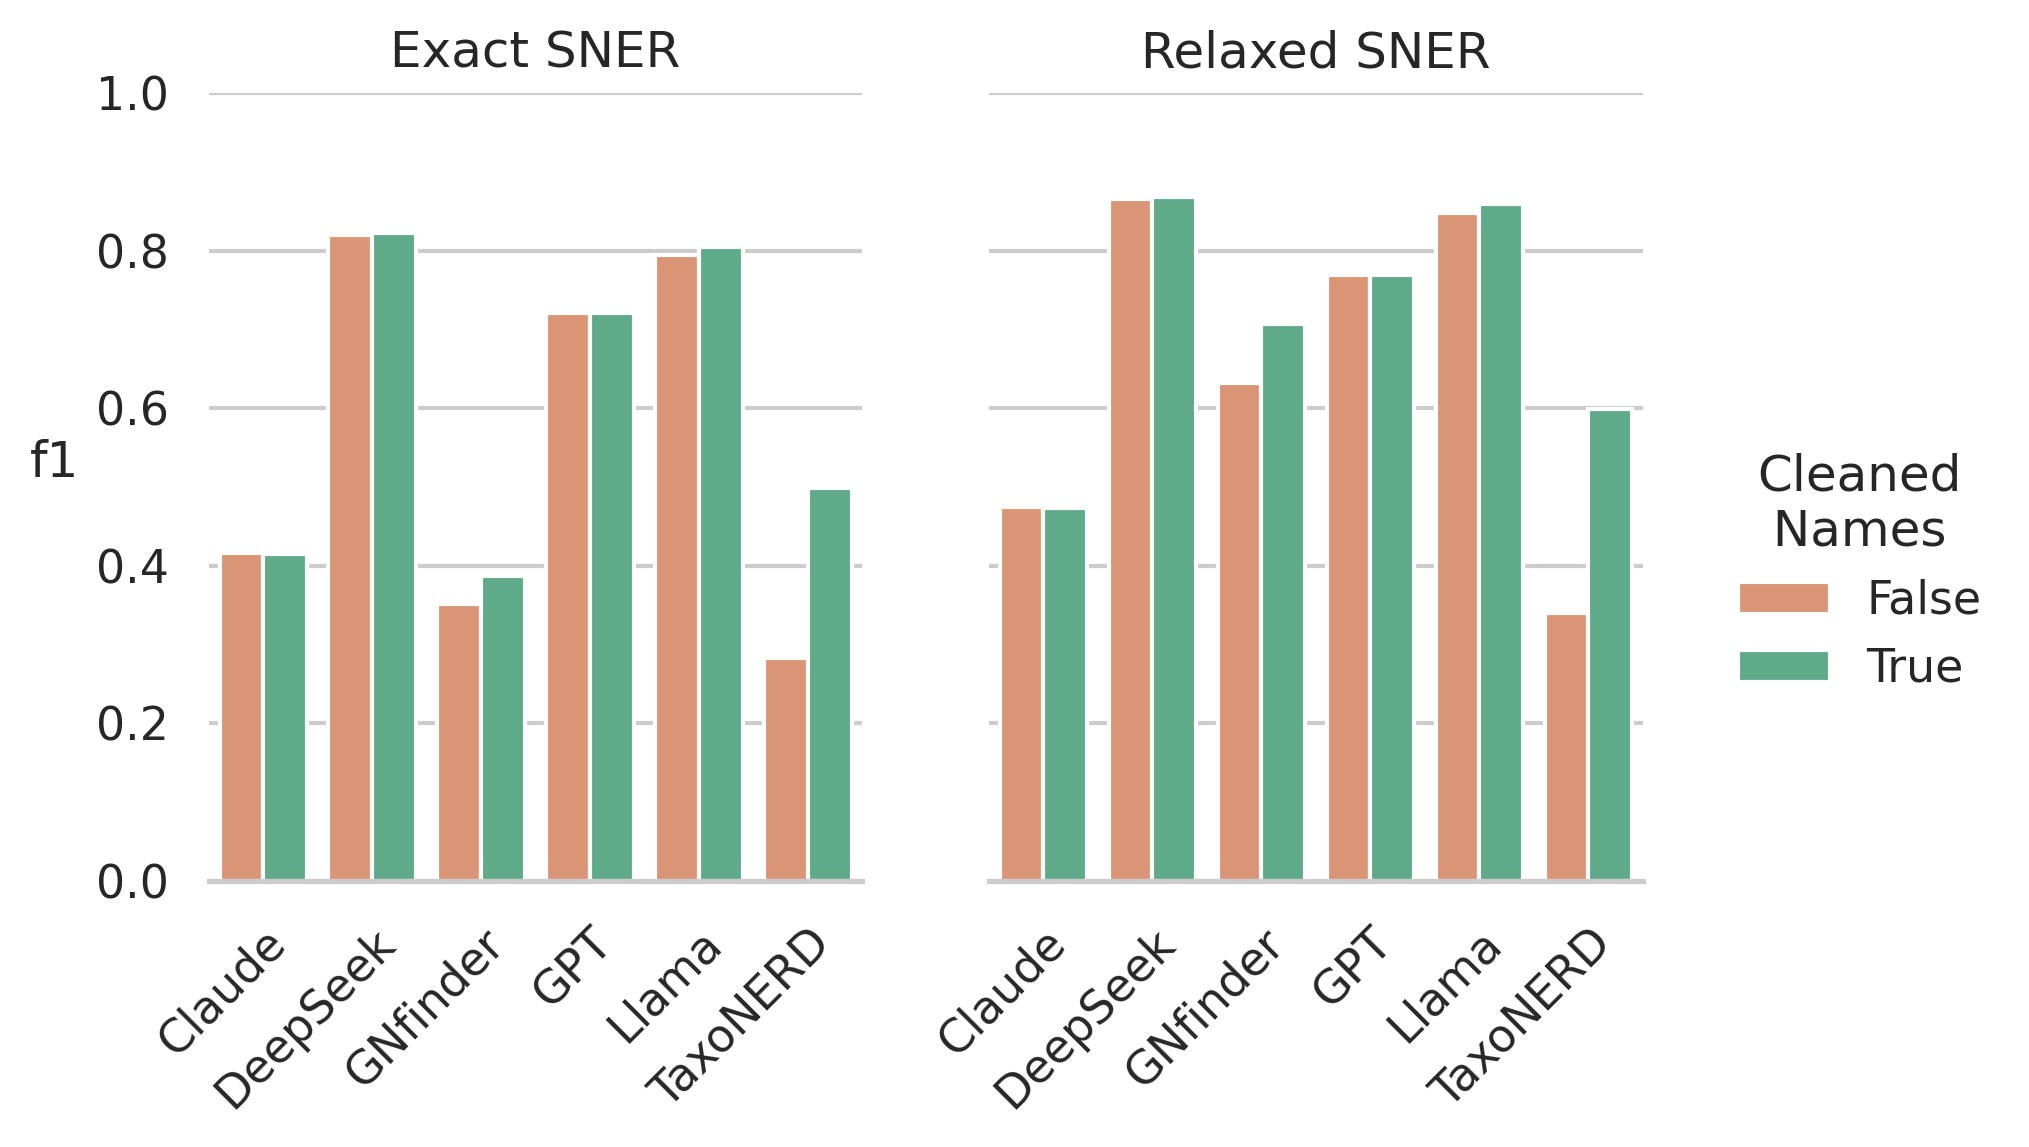 Exact SNER
Relaxed SNER
1.0
0.8
0.6
0.4
0.2
0.0
f1
Claude
DeepSeek
GNfinder
GPT
Llama
TaxoNERD
Claude
DeepSeek
GNfinder
GPT
Llama
TaxoNERD
Cleaned
Names
False
True